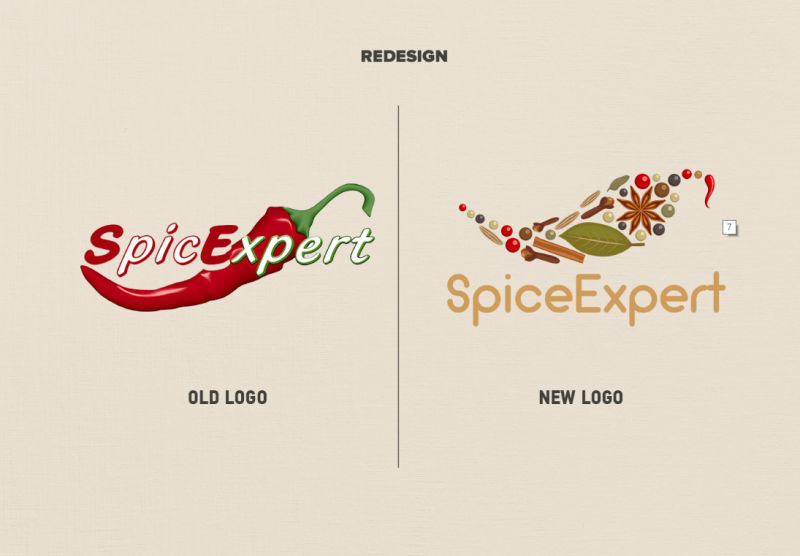 REDESIGN
SpicExpert
SpiceExpert
7
OLD LOGO
NEW LOGO